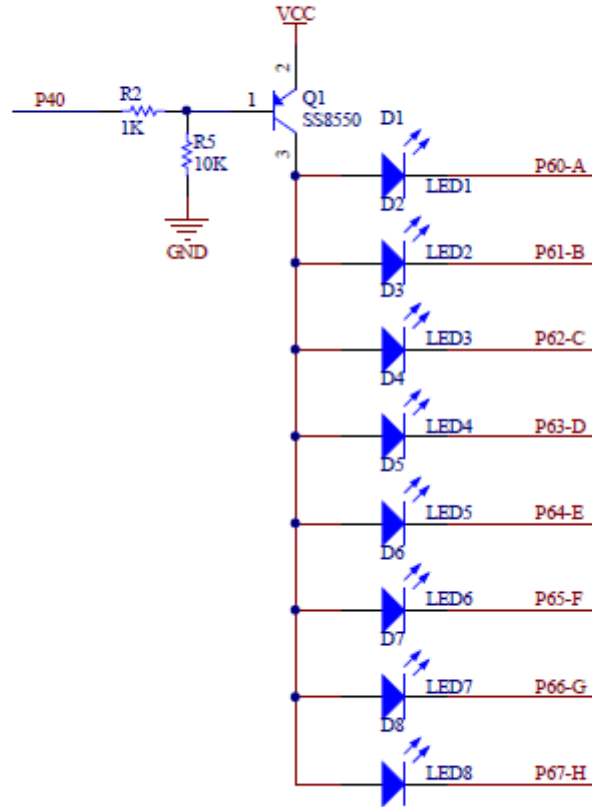 VCC
2
P40 R2 1 Q1
1K SS8550 D1
R5
10K 3
P60-A
LED1
D2
GND
P61-B
LED2
D3
P62-C
LED3
D4
P63-D
LED4
D5
P64-E
LED5
D6
P65-F
LED6
D7
P66-G
LED7
D8
P67-H
LED8